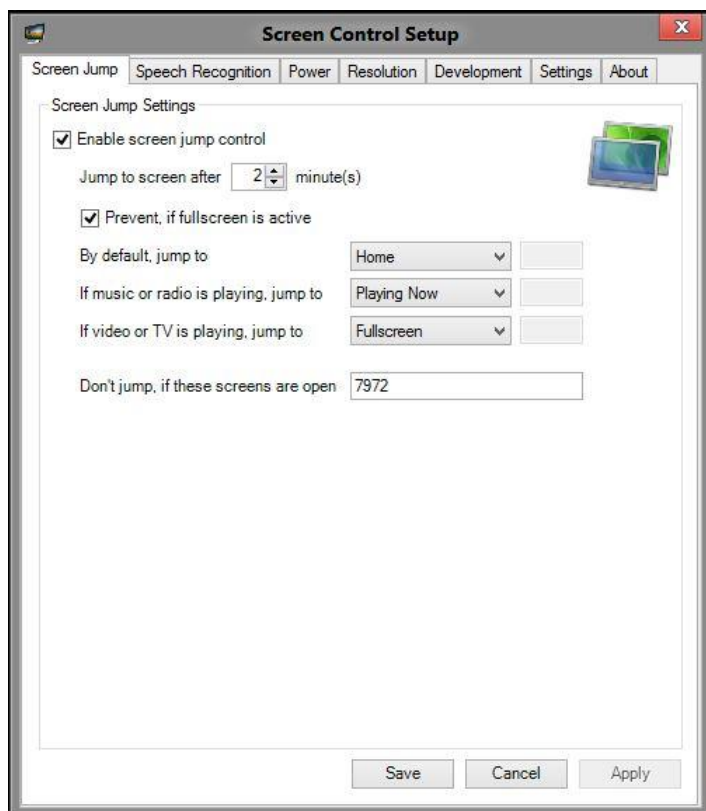 Screen Control Setup
x
Screen Jump Speech Recognition Power Resolution Development Settings About
Screen Jump Settings
Enable screen jump control
Jump to screen after 2 minute(s)
Prevent, if fullscreen is active
By default, jump to Home
If music or radio is playing, jump to Playing Now
If video or TV is playing, jump to Fullscreen
Don't jump, if these screens are open 7972
Save Cancel Apply